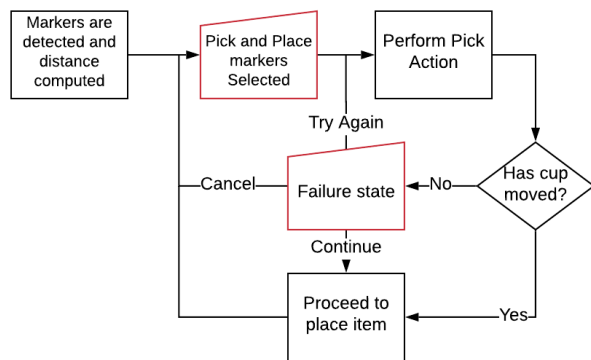 Markers are
detected and
distance
computed
Pick and Place
markers
Selected
Perform Pick
Action
Try Again
Has cup
moved?
Cancel
Failure state
No
Continue
Proceed to
place item
Yes